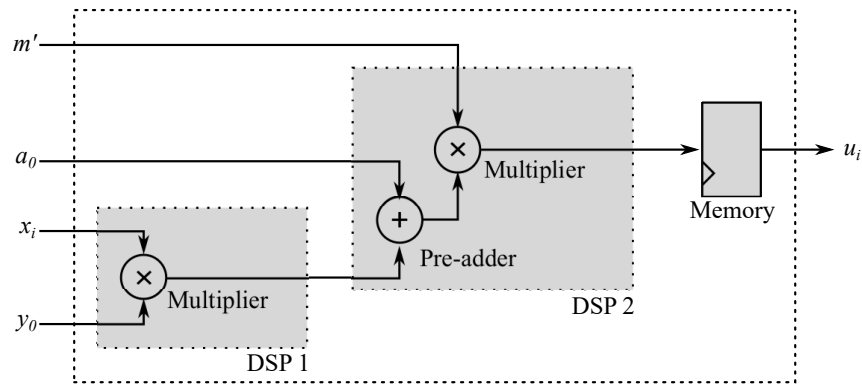 m′
a0
×
Multiplier
ui
Memory
xi
+
Pre-adder
×
Multiplier
y0
DSP 2
DSP 1